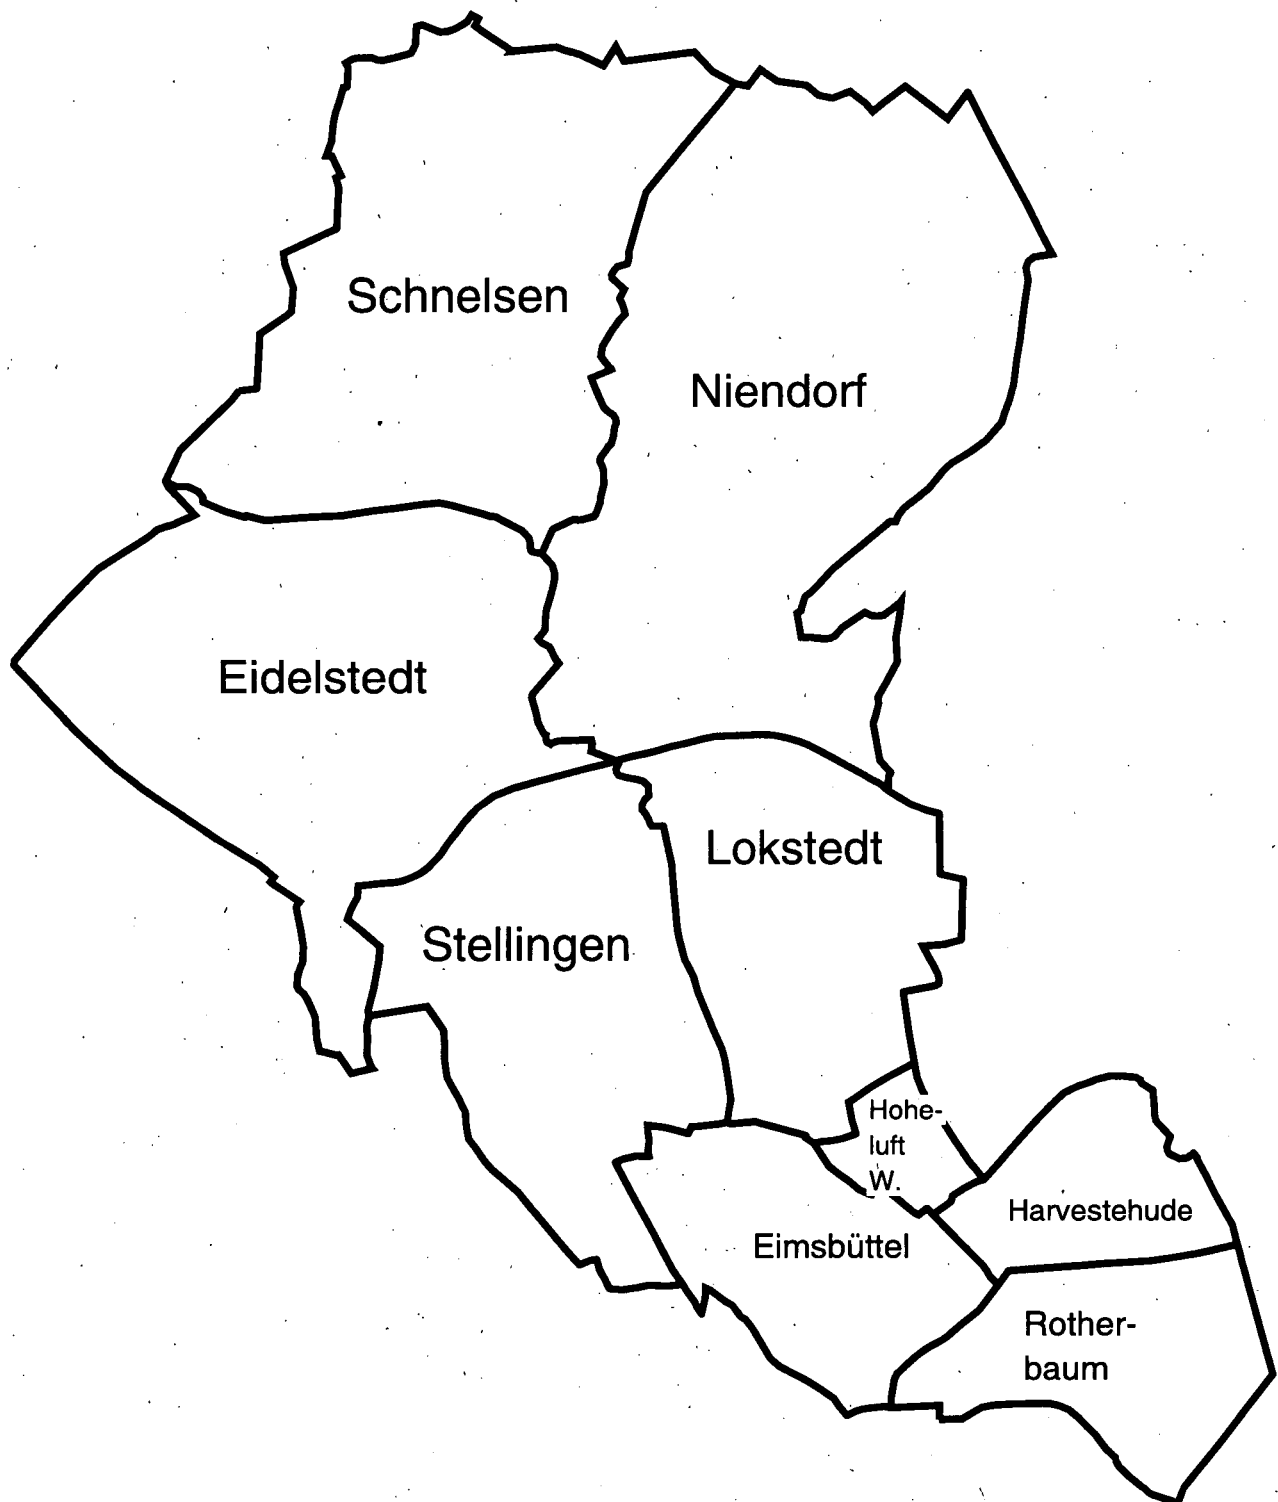 Schnelsen
Niendorf
Eidelstedt
Lokstedt
Stellingen
Hohe-
luft
W.
Harvestehude
Eimsbüttel
Rother-
baum